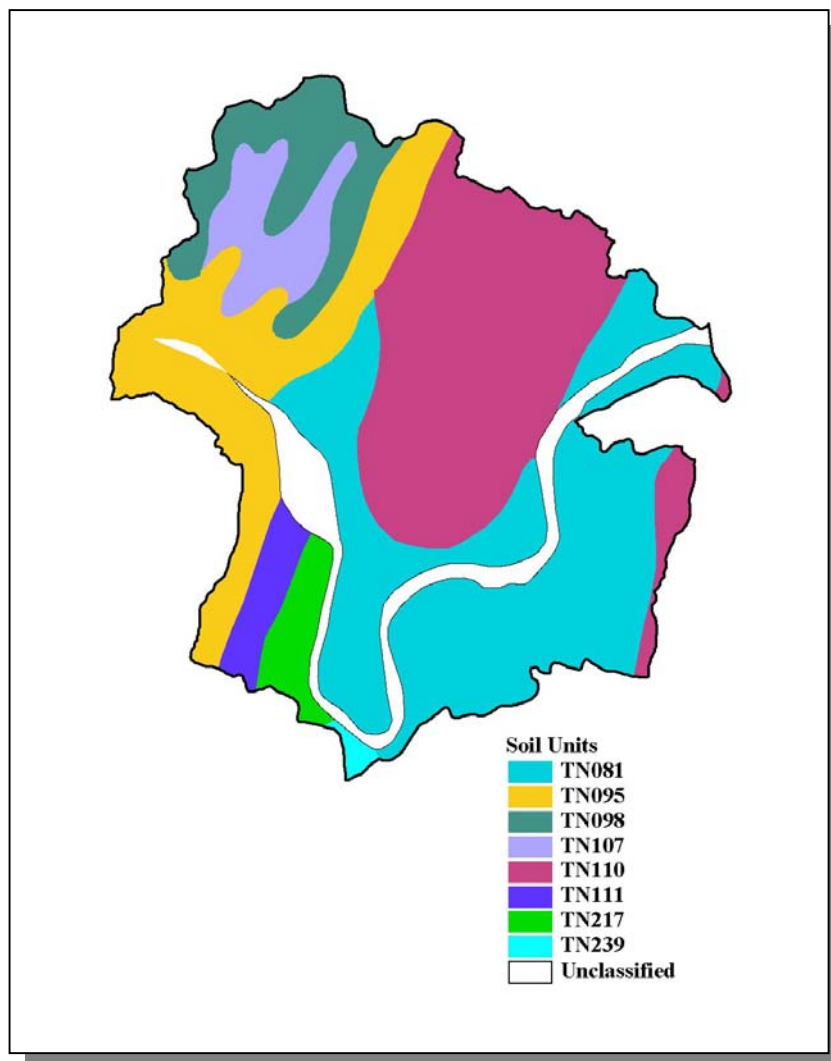 Soil Units
TN081
TN095
TN098
TN107
TN110
TN111
TN217
TN239
Unclassified